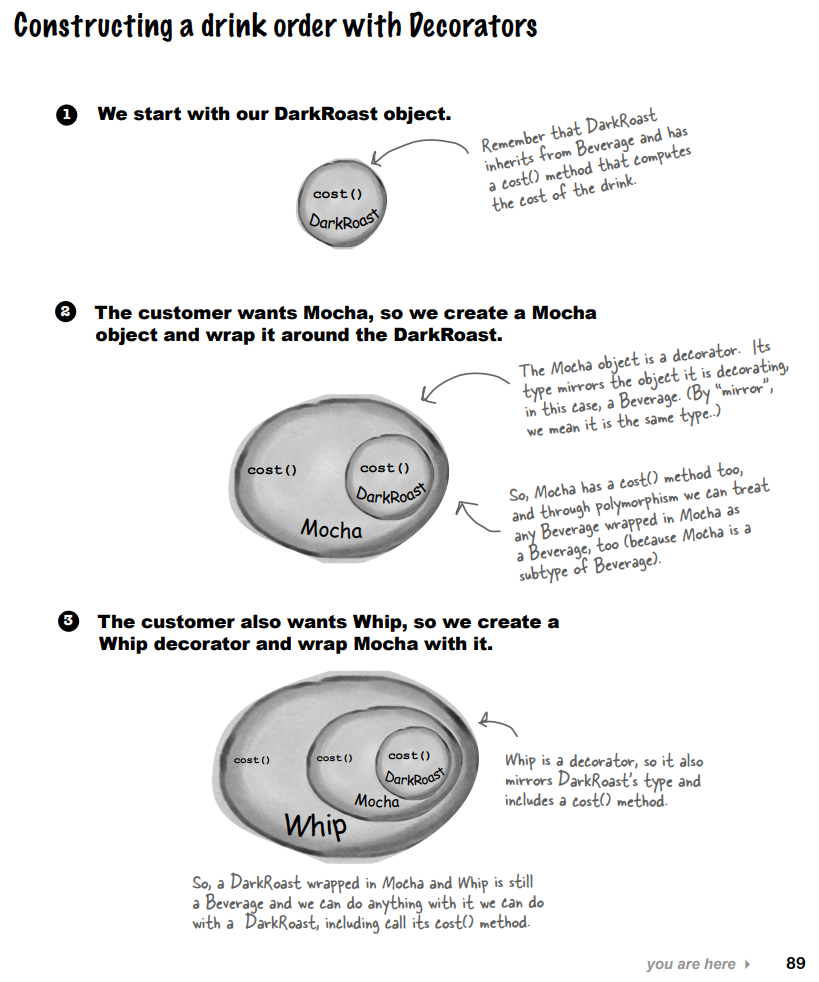 Constructing a drink order with Decorators
1 We start with our DarkRoast object.
Remember that DarkRoast
inherits from Beverage and has
a cost() method that computes
the cost of the drink.
cost()
DarkRoast
2 The customer wants Mocha, so we create a Mocha
object and wrap it around the DarkRoast.
The Mocha object is a decorator. Its
type mirrors the object it is decorating,
in this case, a Beverage. (By "mirror",
we mean it is the same type..)
cost()
cost()
DarkRoast
Mocha
So, Mocha has a cost() method too,
and through polymorphism we can treat
any Beverage wrapped in Mocha as
a Beverage, too (because Mocha is a
subtype of Beverage).
3 The customer also wants Whip, so we create a
Whip decorator and wrap Mocha with it.
cost()
cost()
cost()
DarkRoast
Mocha
Whip
Whip is a decorator, so it also
mirrors DarkRoast's type and
includes a cost() method.
So, a DarkRoast wrapped in Mocha and Whip is still
a Beverage and we can do anything with it we can do
with a DarkRoast, including call its cost() method.
you are here 89